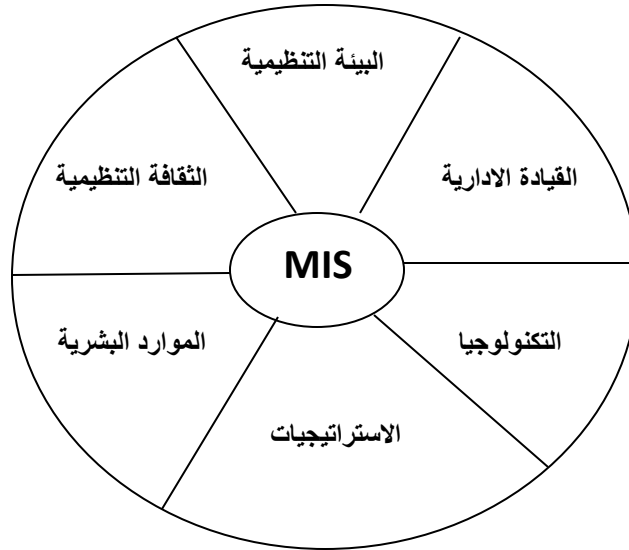 البيئة التنظيمية
القيادة الادارية
الثقافة التنظيمية
MIS
التكنولوجيا
الموارد البشرية
الاستراتيجيات